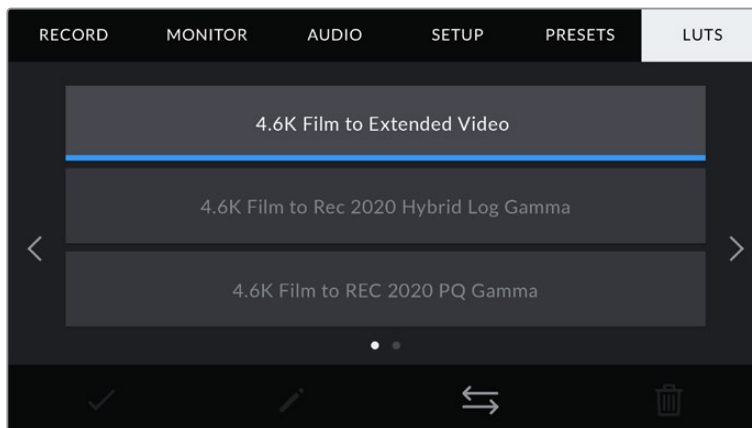 RECORD MONITOR AUDIO SETUP PRESETS LUTS
4.6K Film to Extended Video
4.6K Film to Rec 2020 Hybrid Log Gamma
4.6K Film to REC 2020 PQ Gamma